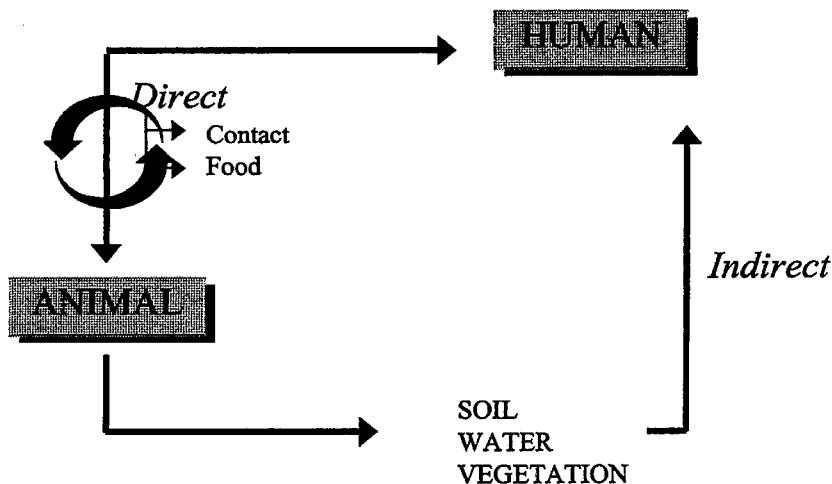 HUMAN
Direct
Contact
Food
ANIMAL
Indirect
SOIL
WATER
VEGETATION